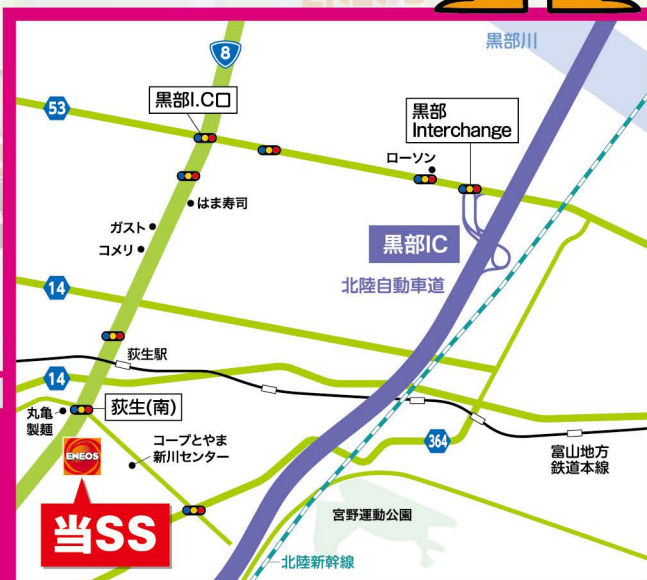 8
黒部川
53
黒部I.C口
黒部
Interchange
ローソン
はま寿司
ガスト
コメリ
黒部IC
北陸自動車道
14
荻生駅
14
荻生(南)
丸亀
製麺
コープとやま
新川センター
364
富山地方
鉄道本線
ENEOS
当SS
宮野運動公園
北陸新幹線